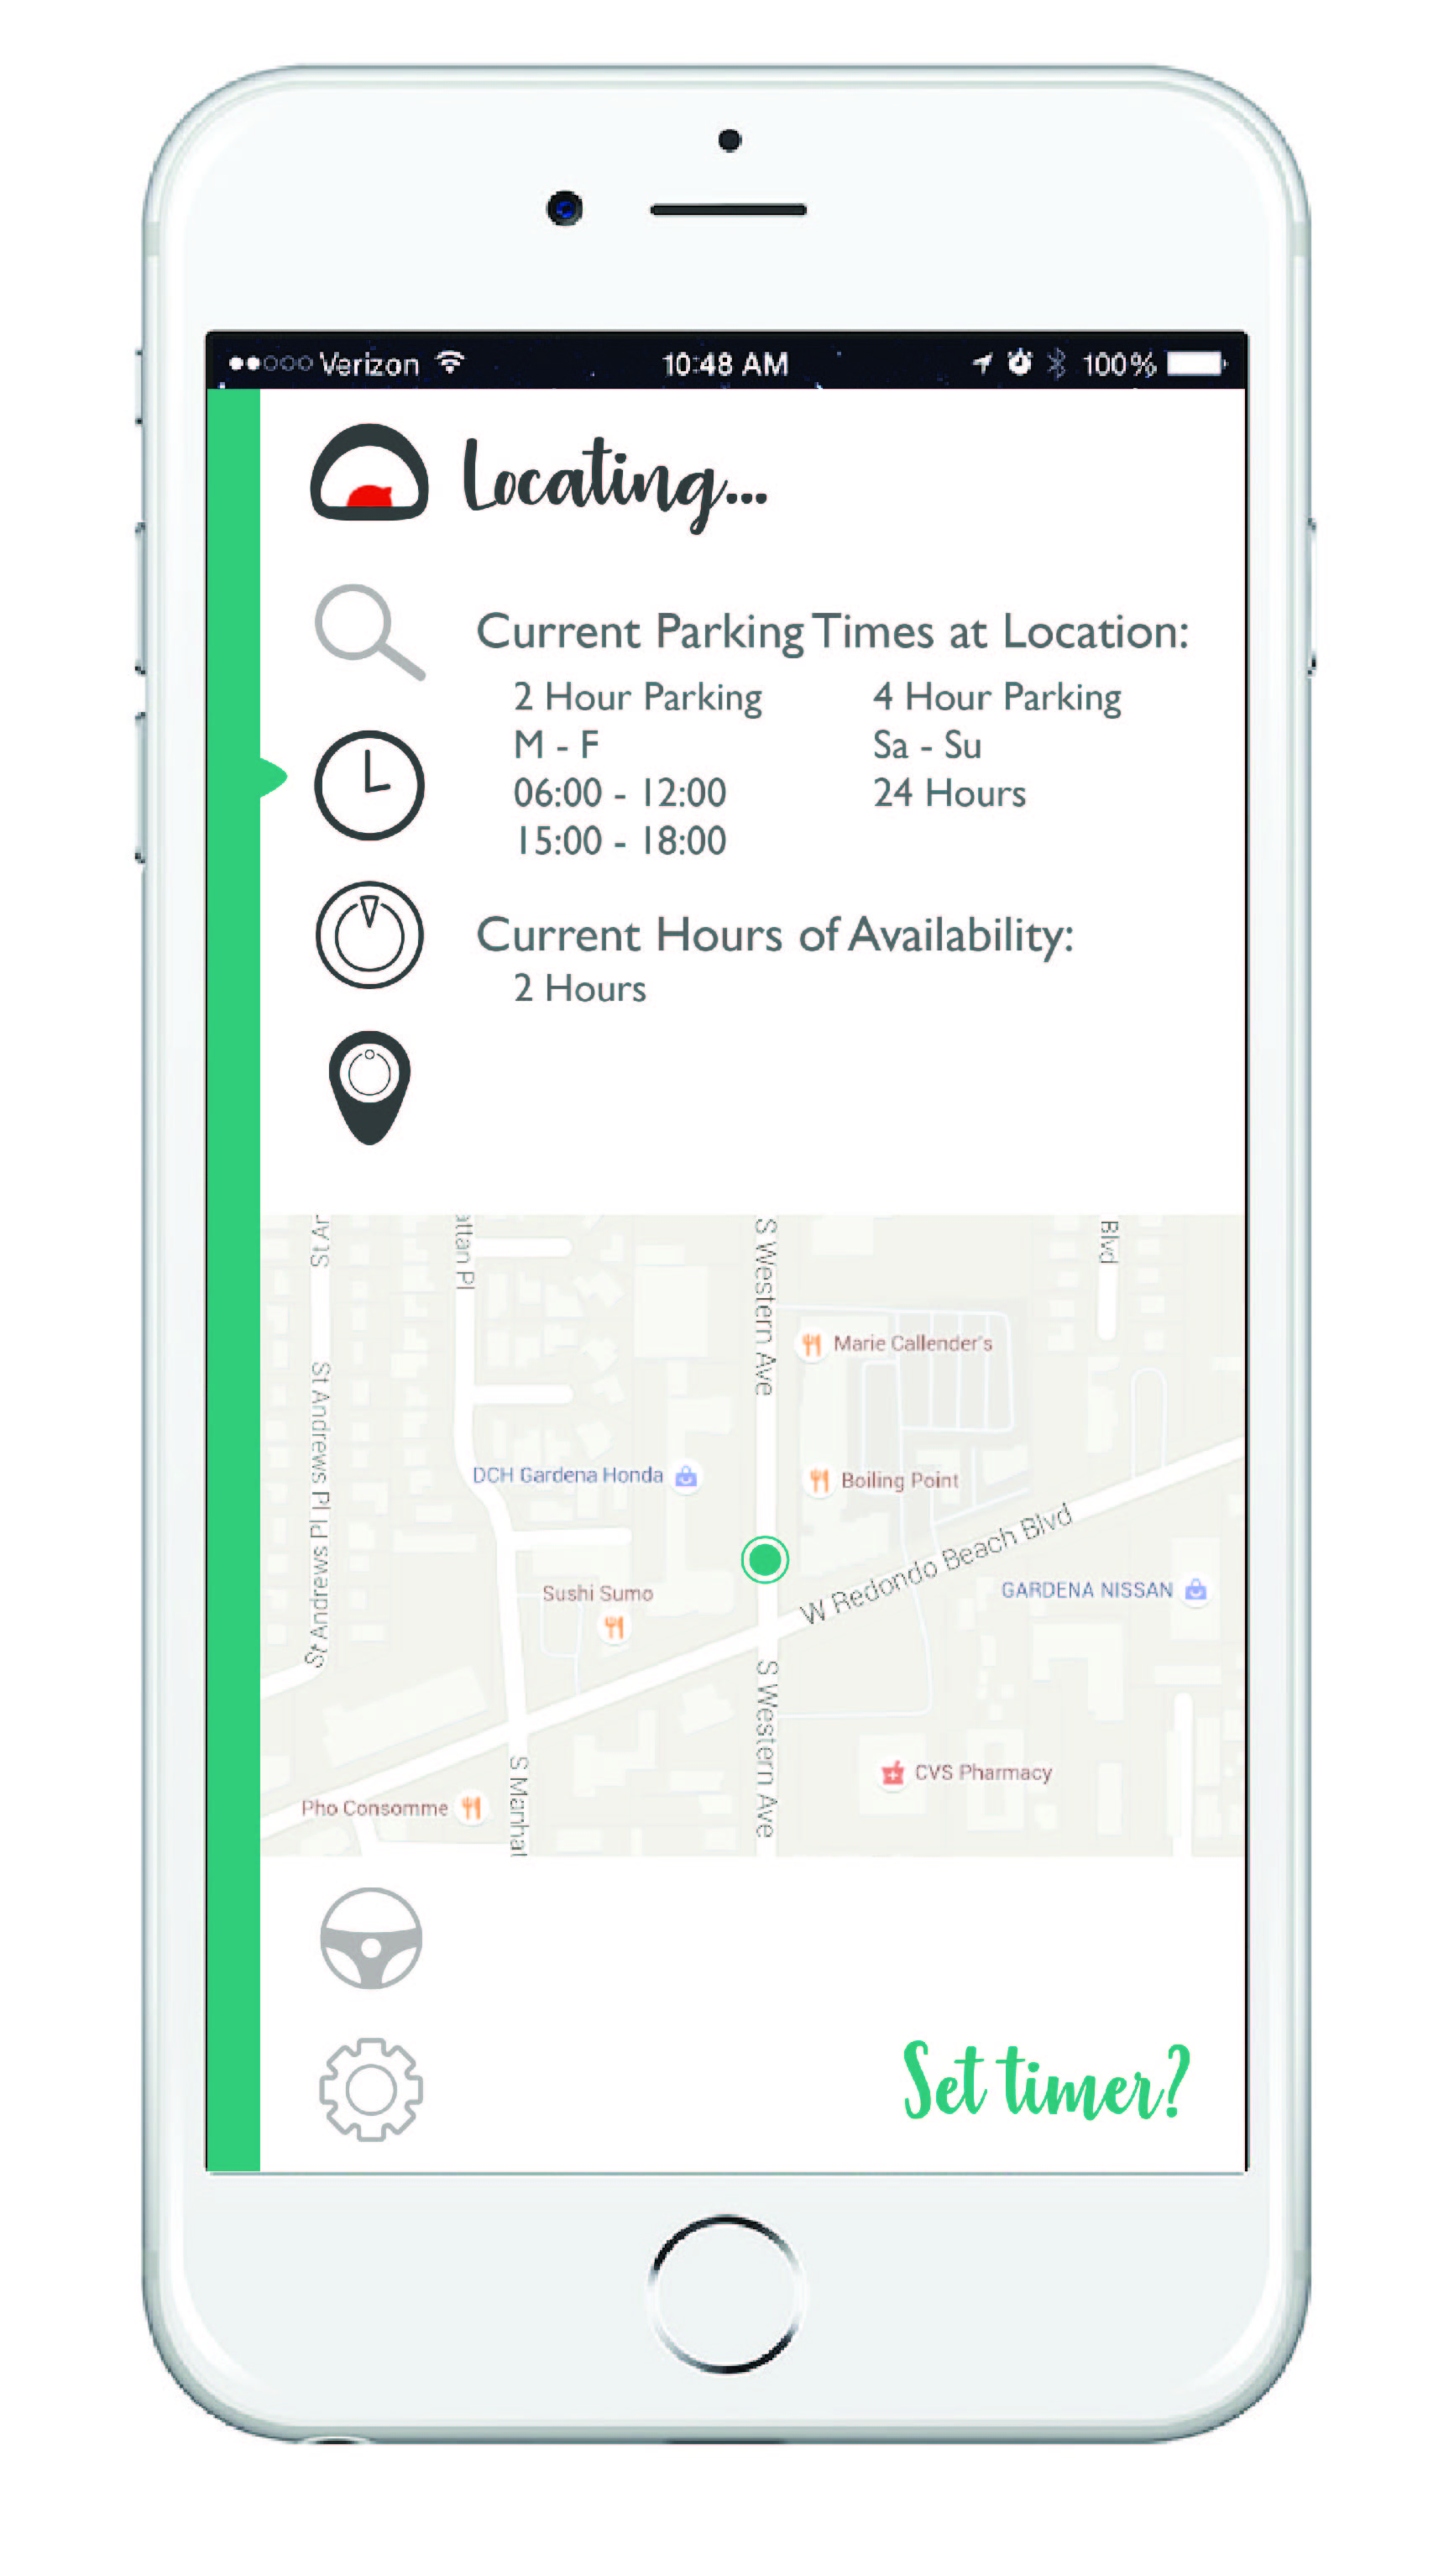 Verizon 10:48 AM 100%
Locating...
Current Parking Times at Location:
2 Hour Parking
M - F
06:00 - 12:00
15:00 - 18:00
4 Hour Parking
Sa - Su
24 Hours
Current Hours of Availability:
2 Hours
St Ar
attan Pl
S Western Ave
Blvd
Marie Callender's
St Andrews Pl
St Andrews Pl
DCH Gardena Honda
Boiling Point
W Redondo Beach Blvd
Sushi Sumo
GARDENA NISSAN
S Western Ave
CVS Pharmacy
S Manhat
Pho Consomme
Set timer?